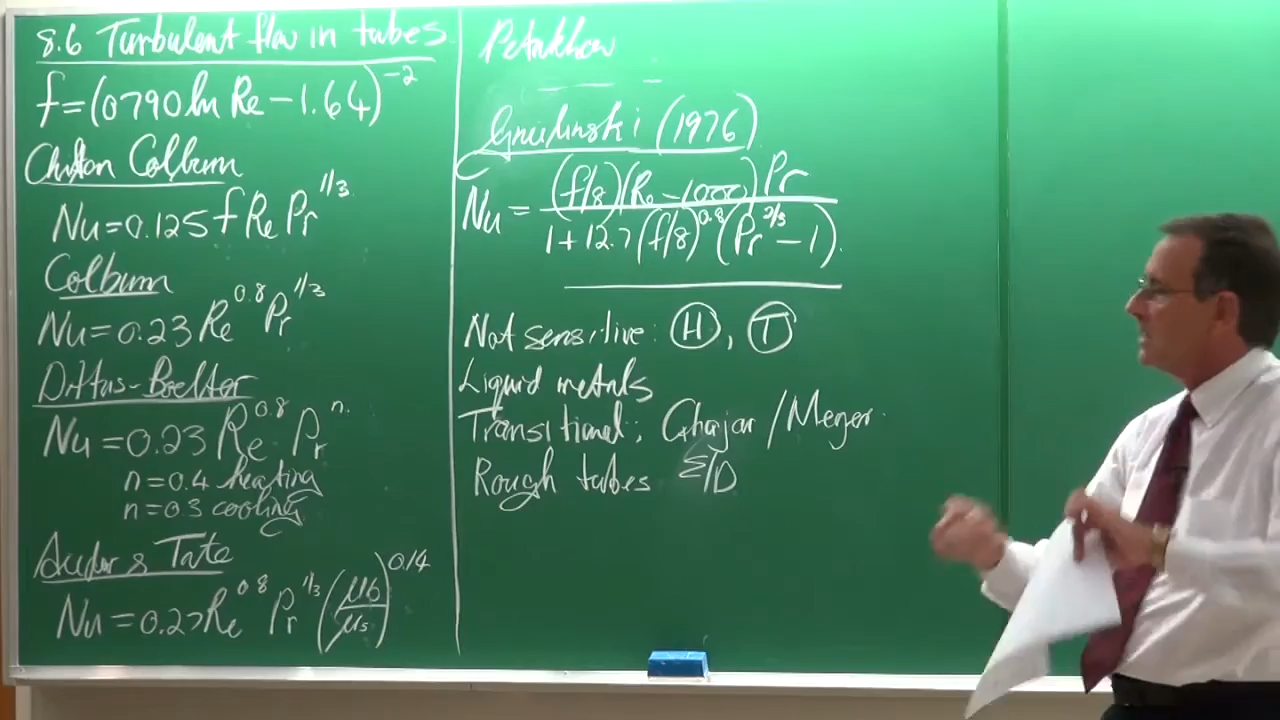 8.6 Turbulent flow in tubes
f=(0790 ln Re - 1.64)^-2
Chilton Colburn
Nu=0.125 f Re Pr^1/3
Colburn
Nu=0.23 Re^0.8 Pr^1/3
Dittus-Boelter
Nu=0.23 Re^0.8 Pr^n
n=0.4 heating
n=0.3 cooling
& Tate
Nu=0.27 Re^0.8 Pr^1/3 (μb/μs)^0.14
Petukhov
Gnielinski (1976)
Nu = (f/8)(Re-1000)Pr / 1+12.7(f/8)^0.8(Pr^2/3-1)
Not sensitive: H, T
Liquid metals
Transitional; Ghajar / Meyer
Rough tubes Σ/D